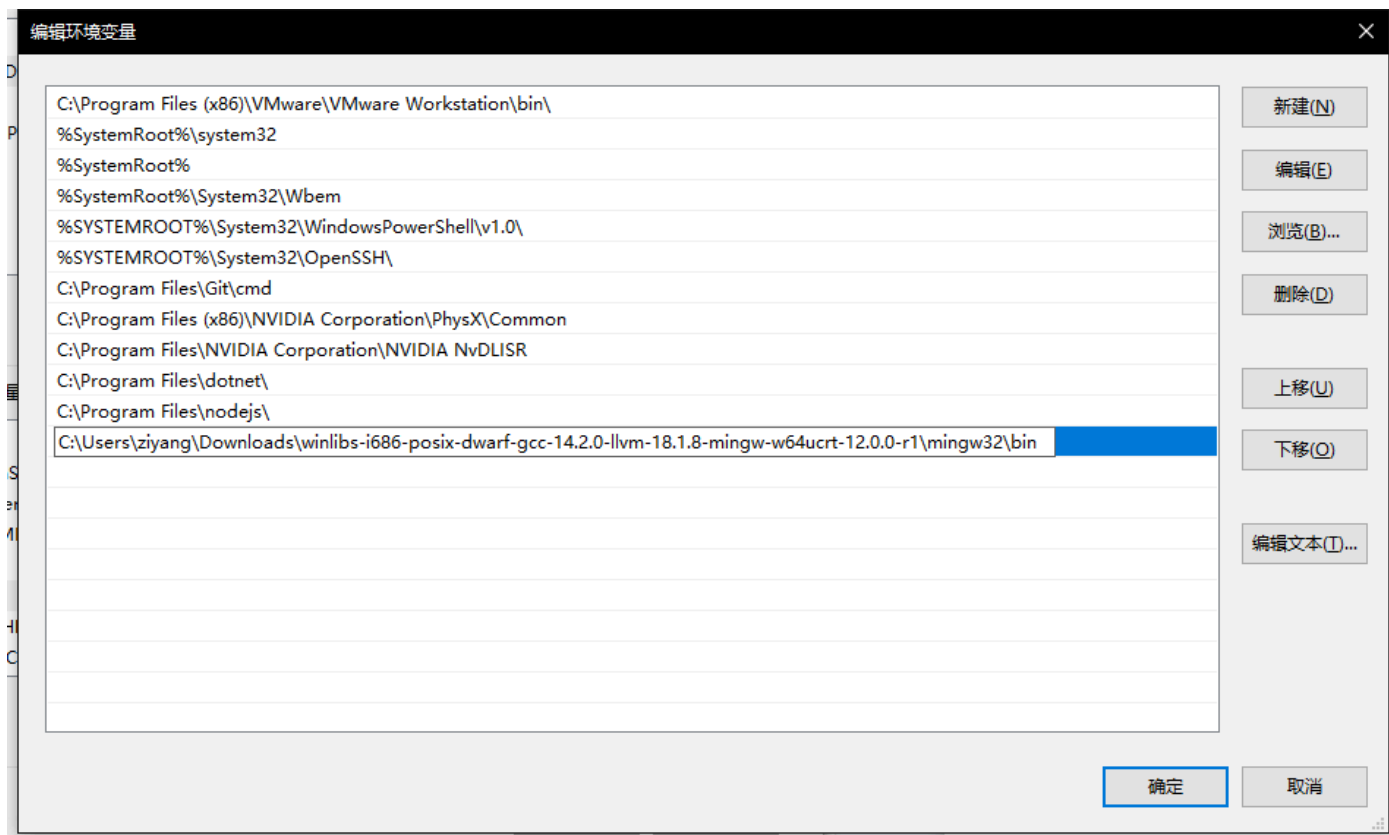 编辑环境变量
C:\Program Files (x86)\VMware\VMware Workstation\bin\
%SystemRoot%\system32
%SystemRoot%
%SystemRoot%\System32\Wbem
%SYSTEMROOT%\System32\WindowsPowerShell\v1.0\
%SYSTEMROOT%\System32\OpenSSH\
C:\Program Files\Git\cmd
C:\Program Files (x86)\NVIDIA Corporation\PhysX\Common
C:\Program Files\NVIDIA Corporation\NVIDIA NvDLISR
C:\Program Files\dotnet\
C:\Program Files\nodejs\
C:\Users\ziyang\Downloads\winlibs-i686-posix-dwarf-gcc-14.2.0-llvm-18.1.8-mingw-w64ucrt-12.0.0-r1\mingw32\bin
新建(N)
编辑(E)
浏览(B)...
删除(D)
上移(U)
下移(O)
编辑文本(T)...
确定
取消